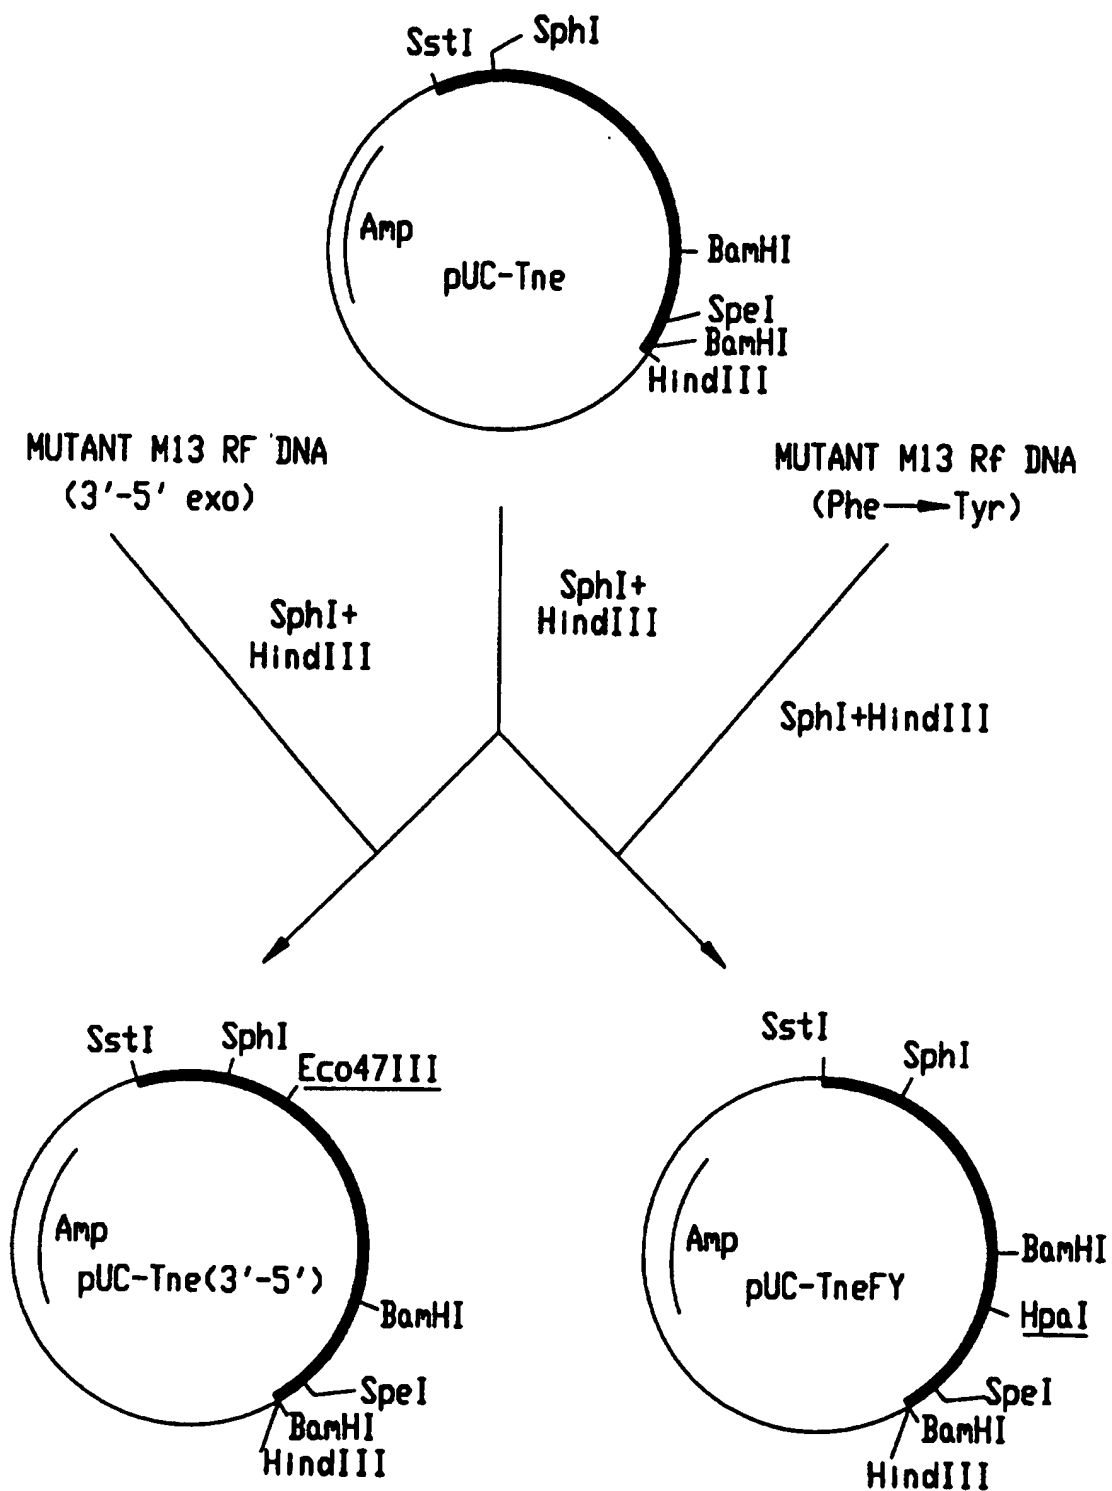 SstI
SphI
Amp
pUC-Tne
BamHI
SpeI
BamHI
HindIII
MUTANT M13 RF DNA
(3'-5' exo)
MUTANT M13 Rf DNA
(Phe→Tyr)
SphI+
HindIII
SphI+
HindIII
SphI+HindIII
SstI
SphI
Eco47III
Amp
pUC-Tne(3'-5')
BamHI
SpeI
BamHI
HindIII
SstI
SphI
Amp
pUC-TneFY
BamHI
HpaI
SpeI
BamHI
HindIII